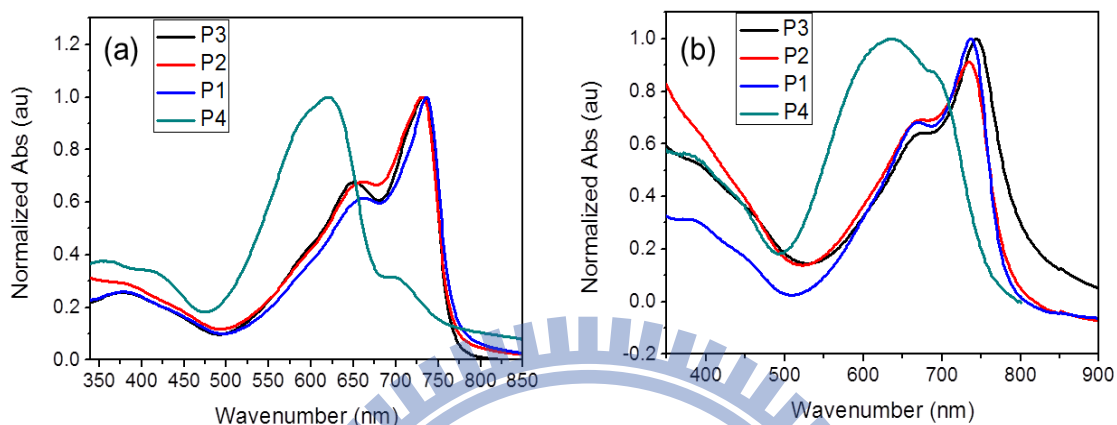 (a)
P3
P2
P1
P4
Normalized Abs (au)
1.2
1.0
0.8
0.6
0.4
0.2
0.0
350 400 450 500 550 600 650 700 750 800 850
Wavenumber (nm)
(b)
P3
P2
P1
P4
Normalized Abs (au)
1.0
0.8
0.6
0.4
0.2
0.0
-0.2
400 500 600 700 800 900
Wavenumber (nm)